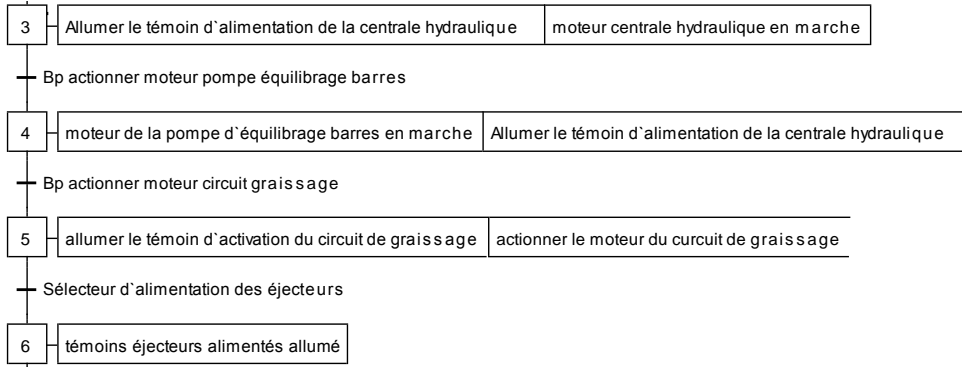 3 Allumer le témoin d`alimentation de la centrale hydraulique moteur centrale hydraulique en marche
Bp actionner moteur pompe équilibrage barres
4 moteur de la pompe d`équilibrage barres en marche Allumer le témoin d`alimentation de la centrale hydraulique
Bp actionner moteur circuit graissage
5 allumer le témoin d`activation du circuit de graissage actionner le moteur du curcuit de graissage
Sélecteur d`alimentation des éjecteurs
6 témoins éjecteurs alimentés allumé